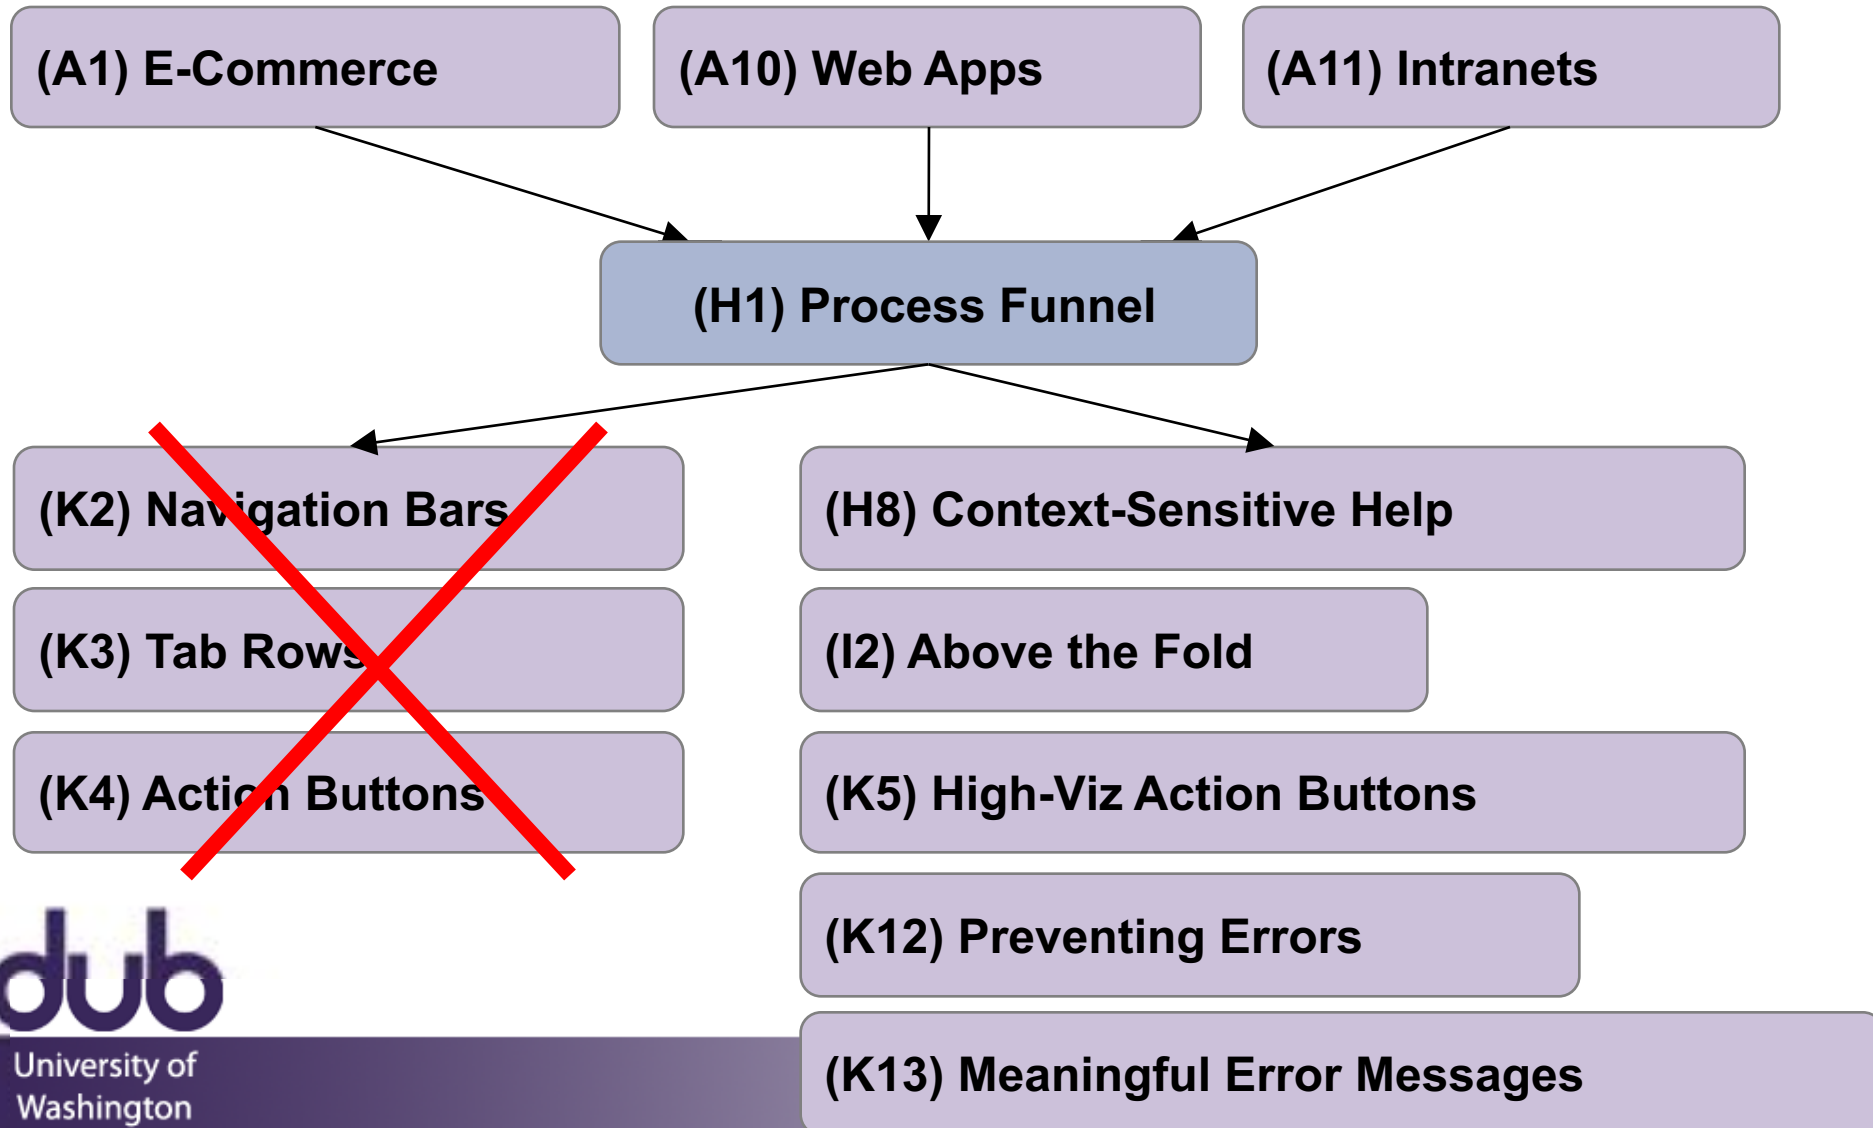 (A1) E-Commerce
(A10) Web Apps
(A11) Intranets
(H1) Process Funnel
(K2) Navigation Bars
(K3) Tab Rows
(K4) Action Buttons
(H8) Context-Sensitive Help
(I2) Above the Fold
(K5) High-Viz Action Buttons
(K12) Preventing Errors
(K13) Meaningful Error Messages
dub
University of
Washington